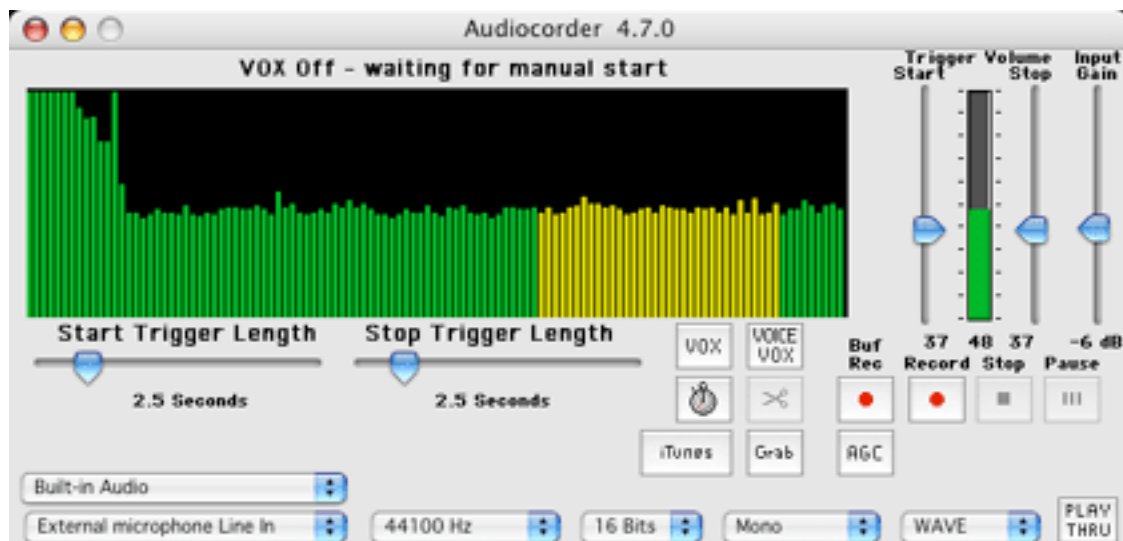 Audiocorder 4.7.0
VOX Off - waiting for manual start
Trigger Volume
Start Stop
Input
Gain
Start Trigger Length
Stop Trigger Length
2.5 Seconds
2.5 Seconds
VOX
VOICE
VOX
Buf
Rec
37 48 37
-6 dB
Record Stop Pause
iTunes
Grab
AGC
Built-in Audio
External microphone Line In
44100 Hz
16 Bits
Mono
WAVE
PLAY
THRU